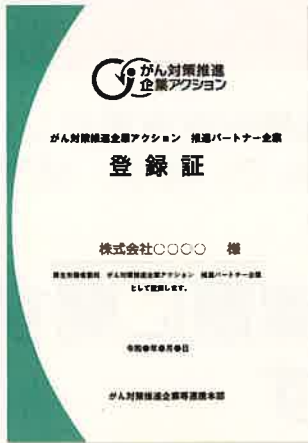 がん対策推進
企業アクション
がん対策推進企業アクション 推進パートナー企業
登録証
株式会社○○○○ 様
厚生労働省委託 がん対策推進企業アクション 推進パートナー企業
として登録します。
令和●年●月●日
がん対策推進企業等連携本部